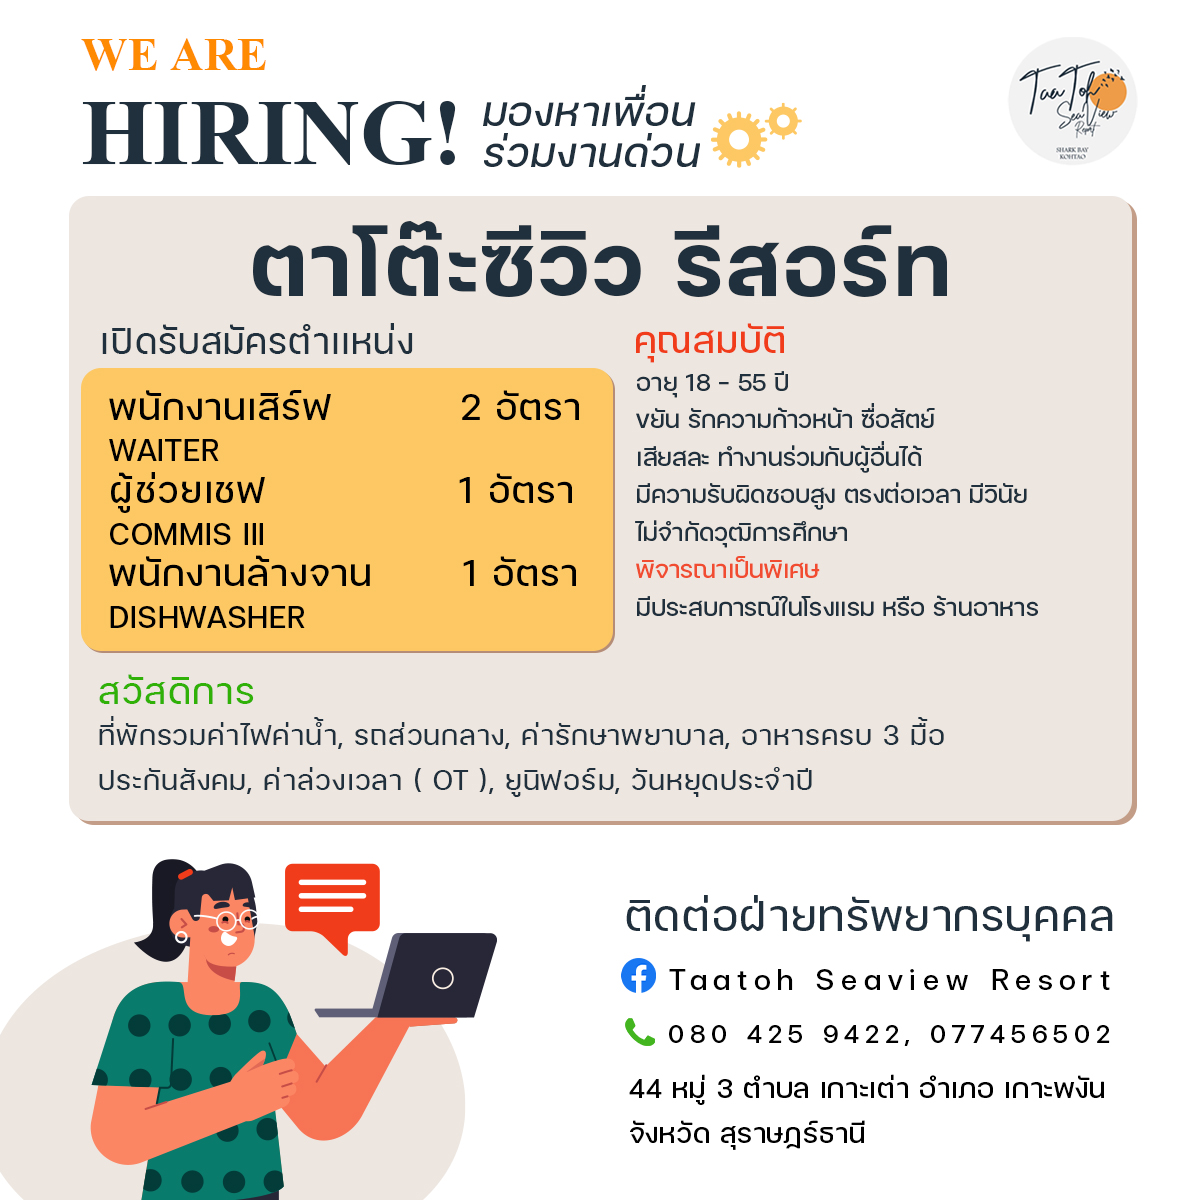 WE ARE
HIRING!
มองหาเพื่อน
ร่วมงานด่วน
Taa Toh
Sea View
Resort
SHARK BAY
KOHTAO
ตาโต๊ะซีวิว รีสอร์ท
เปิดรับสมัครตำแหน่ง
พนักงานเสิร์ฟ 2 อัตรา
WAITER
ผู้ช่วยเชฟ 1 อัตรา
COMMIS III
พนักงานล้างจาน 1 อัตรา
DISHWASHER
คุณสมบัติ
อายุ 18 - 55 ปี
ขยัน รักความก้าวหน้า ซื่อสัตย์
เสียสละ ทำงานร่วมกับผู้อื่นได้
มีความรับผิดชอบสูง ตรงต่อเวลา มีวินัย
ไม่จำกัดวุฒิการศึกษา
พิจารณาเป็นพิเศษ
มีประสบการณ์ในโรงแรม หรือ ร้านอาหาร
สวัสดิการ
ที่พักรวมค่าไฟค่าน้ำ, รถส่วนกลาง, ค่ารักษาพยาบาล, อาหารครบ 3 มื้อ
ประกันสังคม, ค่าล่วงเวลา ( OT ), ยูนิฟอร์ม, วันหยุดประจำปี
ติดต่อฝ่ายทรัพยากรบุคคล
Taatoh Seaview Resort
080 425 9422, 077456502
44 หมู่ 3 ตำบล เกาะเต่า อำเภอ เกาะพงัน
จังหวัด สุราษฎร์ธานี